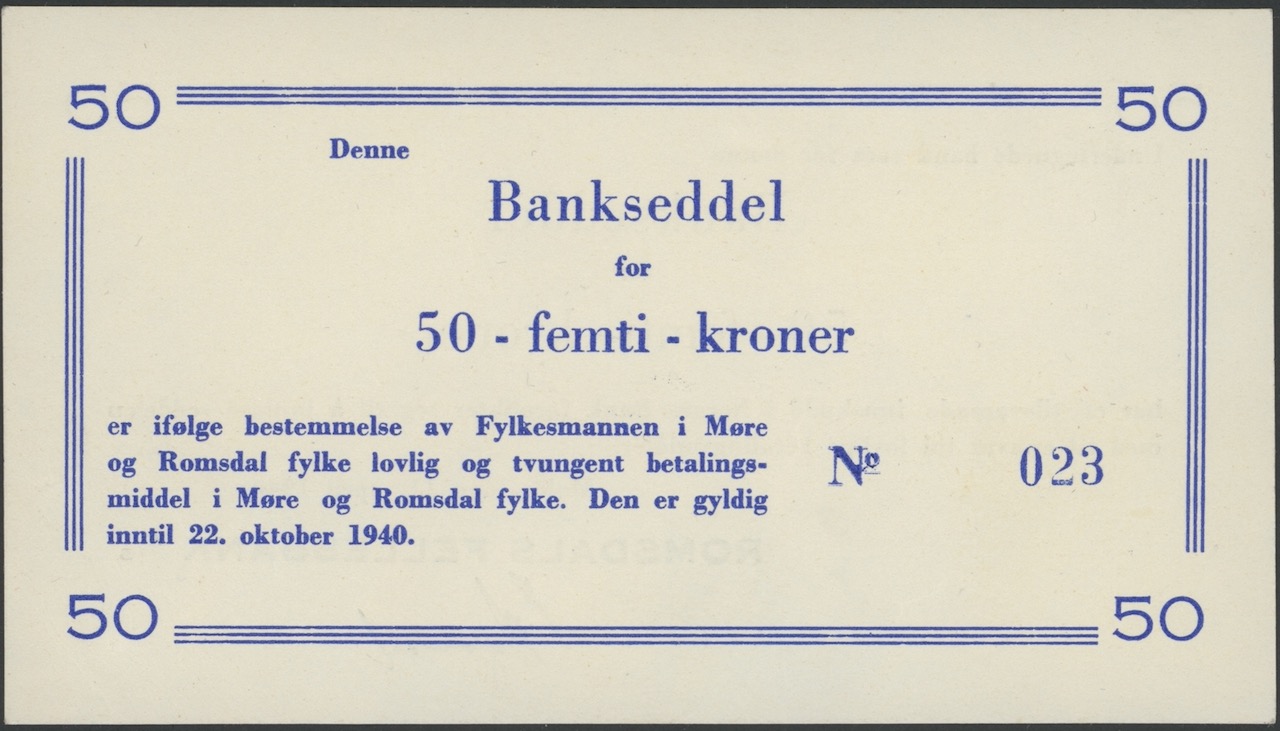 50 50
Denne
Bankseddel
for
50 - femti - kroner
er ifølge bestemmelse av Fylkesmannen i Møre
og Romsdal fylke lovlig og tvungent betalings-
middel i Møre og Romsdal fylke. Den er gyldig
inntil 22. oktober 1940.
No 023
50 50